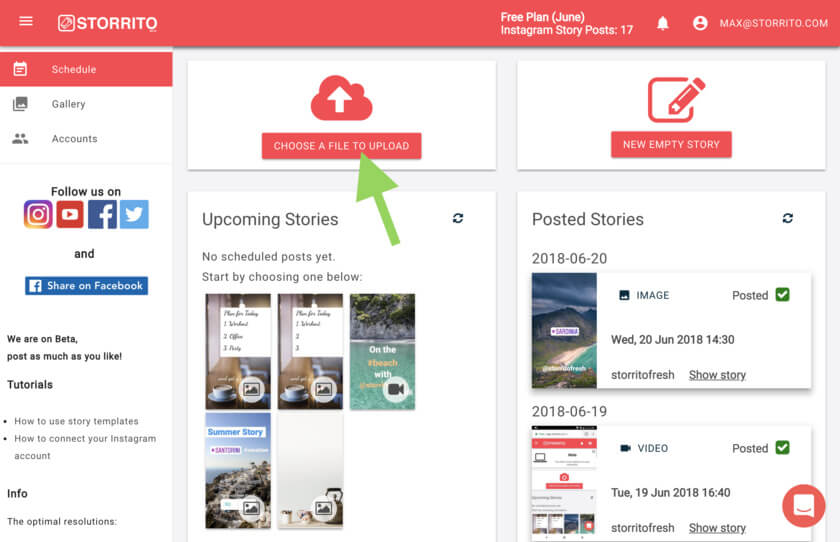 STORRITO
Free Plan (June)
Instagram Story Posts: 17
MAX@STORRITO.COM
Schedule
Gallery
Accounts
Follow us on
and
Share on Facebook
We are on Beta,
post as much as you like!
Tutorials
How to use story templates
How to connect your Instagram
account
Info
The optimal resolutions:
CHOOSE A FILE TO UPLOAD
NEW EMPTY STORY
Upcoming Stories
No scheduled posts yet.
Start by choosing one below:
Plan for Today
1. Workout
2. Office
3. Party
Plan for Today
1. Workout
2.
3.
On the
#beach
with
Summer Story
SANTORINI
Posted Stories
2018-06-20
SARDINIA
@storritofresh
IMAGE
Posted
Wed, 20 Jun 2018 14:30
storritofresh
Show story
2018-06-19
VIDEO
Posted
Tue, 19 Jun 2018 16:40
storritofresh
Show story